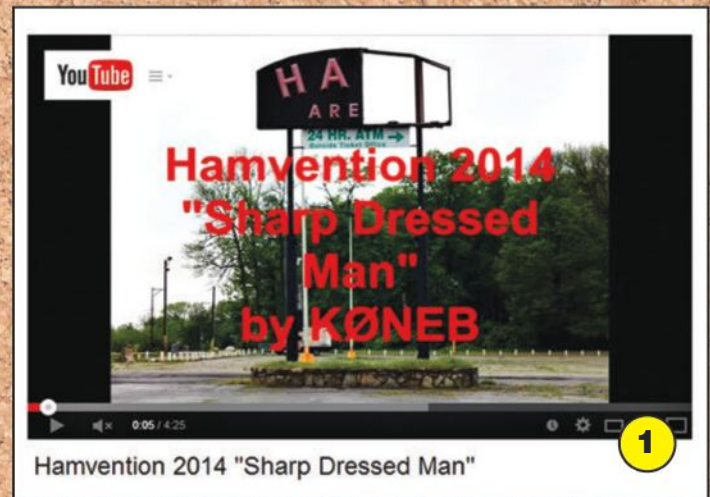 YouTube
HA
ARE
24 HR. ATM →
Outside Ticket Office
Hamvention 2014
"Sharp Dressed
Man"
by KØNEB
0:05 / 4:25
1
Hamvention 2014 "Sharp Dressed Man"